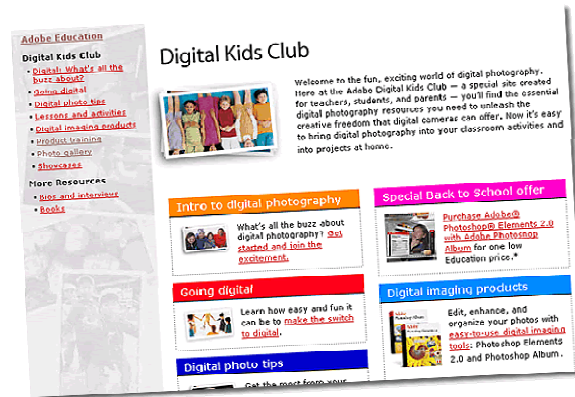 Adobe Education
Digital Kids Club
• Digital: What's all the
buzz about?
• Going digital
• Digital photo tips
• Lessons and activities
• Digital imaging products
• Product training
• Photo gallery
• Showcases
More Resources
• Bios and interviews
• Books
Digital Kids Club
Welcome to the fun, exciting world of digital photography.
Here at the Adobe Digital Kids Club — a special site created
for teachers, students, and parents — you'll find the essential
digital photography resources you need to unleash the
creative freedom that digital cameras can offer. Now it's easy
to bring digital photography into your classroom activities and
into projects at home.
Intro to digital photography
What's all the buzz about
digital photography? Get
started and join the
excitement.
Going digital
Learn how easy and fun it
can be to make the switch
to digital.
Digital photo tips
Get the most from your
Special Back to School offer
Purchase Adobe®
Photoshop® Elements 2.0
with Adobe Photoshop
Album for one low
Education price.*
Digital imaging products
Edit, enhance, and
organize your photos with
easy-to-use digital imaging
tools: Photoshop Elements
2.0 and Photoshop Album.